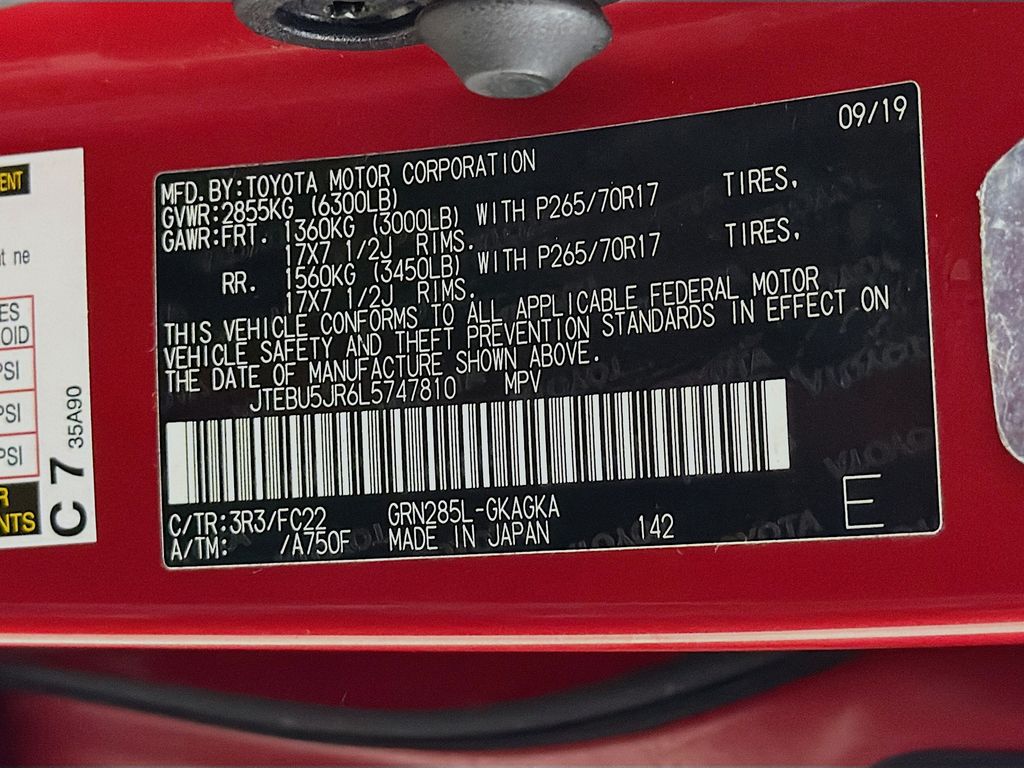 09/19
MFD.BY:TOYOTA MOTOR CORPORATION
GVWR:2855KG (6300LB)
GAWR:FRT. 1360KG (3000LB) WITH P265/70R17 TIRES,
17X7 1/2J RIMS.
RR. 1560KG (3450LB) WITH P265/70R17 TIRES,
17X7 1/2J RIMS.
THIS VEHICLE CONFORMS TO ALL APPLICABLE FEDERAL MOTOR
VEHICLE SAFETY AND THEFT PREVENTION STANDARDS IN EFFECT ON
THE DATE OF MANUFACTURE SHOWN ABOVE.
JTEBU5JR6L5747810 MPV
C/TR:3R3/FC22 GRN285L-GKAGKA
A/TM: /A750F MADE IN JAPAN 142 E
C7 35A90
PSI
PSI
PSI